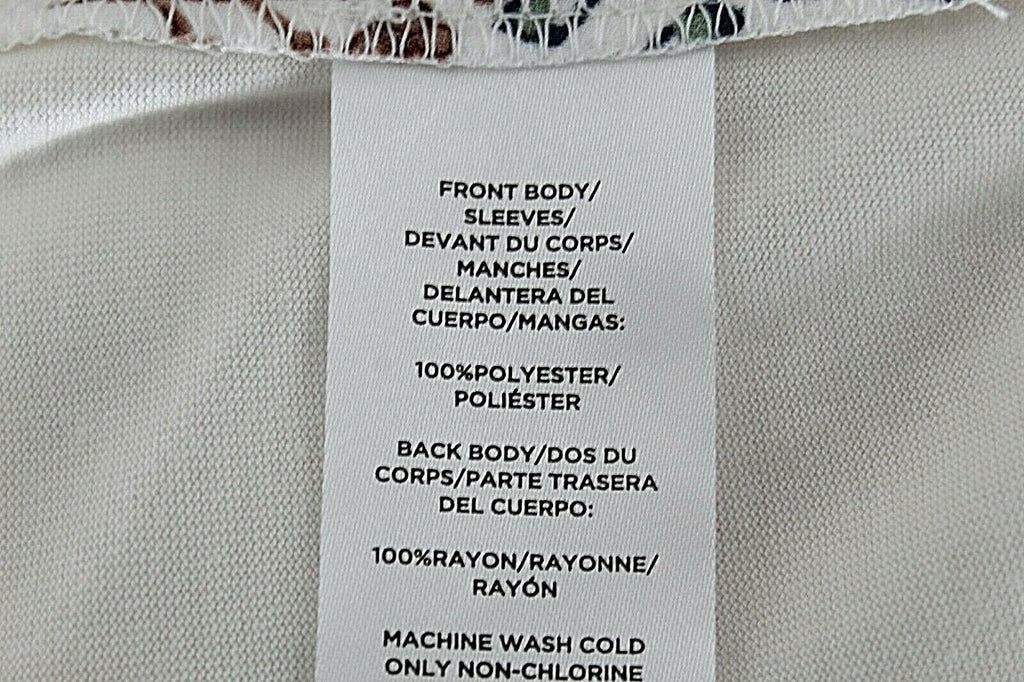 FRONT BODY/
SLEEVES/
DEVANT DU CORPS/
MANCHES/
DELANTERA DEL
CUERPO/MANGAS:
100%POLYESTER/
POLIÉSTER
BACK BODY/DOS DU
CORPS/PARTE TRASERA
DEL CUERPO:
100%RAYON/RAYONNE/
RAYÓN
MACHINE WASH COLD
ONLY NON-CHLORINE